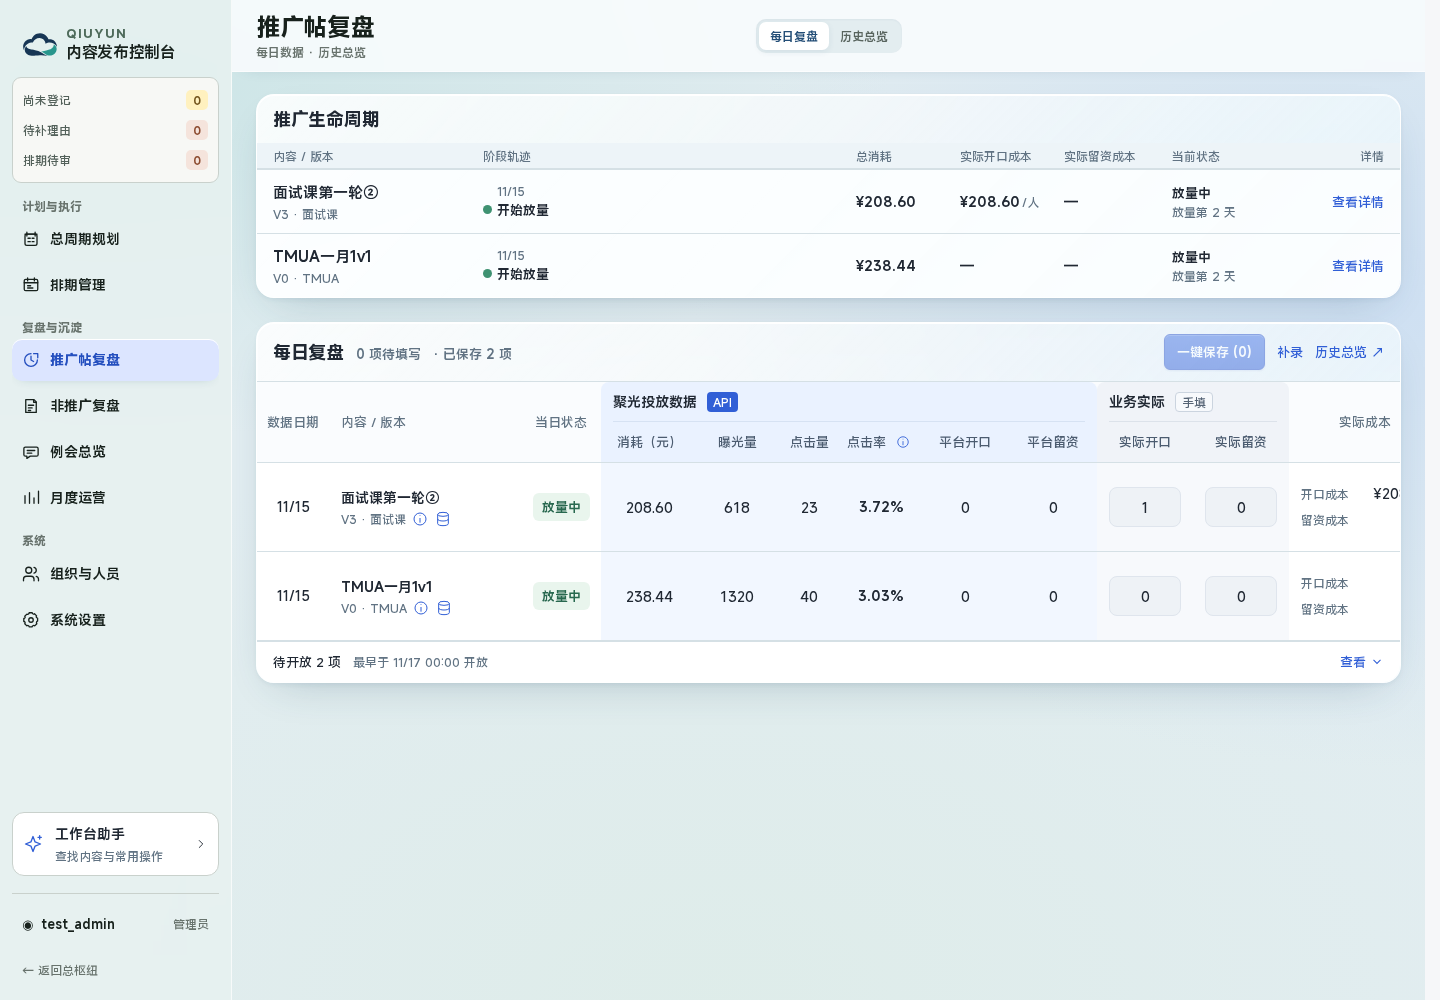 QIUYUN
内容发布控制台
尚未登记 0
待补理由 0
排期待审 0
计划与执行
总周期规划
排期管理
复盘与沉淀
推广帖复盘
非推广复盘
例会总览
月度运营
系统
组织与人员
系统设置
工作台助手
查找内容与常用操作
test_admin 管理员
← 返回总枢纽
推广帖复盘
每日数据 · 历史总览
每日复盘 历史总览
推广生命周期
内容 / 版本 阶段轨迹 总消耗 实际开口成本 实际留资成本 当前状态 详情
面试课第一轮② 11/15 ¥208.60 ¥208.60 /人 — 放量中 查看详情
V3 · 面试课 开始放量 放量第 2 天
TMUA一月1v1 11/15 ¥238.44 — — 放量中 查看详情
V0 · TMUA 开始放量 放量第 2 天
每日复盘 0 项待填写 · 已保存 2 项 一键保存 (0) 补录 历史总览 ↗
数据日期 内容 / 版本 当日状态 聚光投放数据 API 业务实际 手填 实际成本
消耗（元） 曝光量 点击量 点击率 平台开口 平台留资 实际开口 实际留资
11/15 面试课第一轮② 放量中 208.60 618 23 3.72% 0 0 1 0 开口成本 ¥20
V3 · 面试课 留资成本
11/15 TMUA一月1v1 放量中 238.44 1320 40 3.03% 0 0 0 0 开口成本
V0 · TMUA 留资成本
待开放 2 项 最早于 11/17 00:00 开放 查看